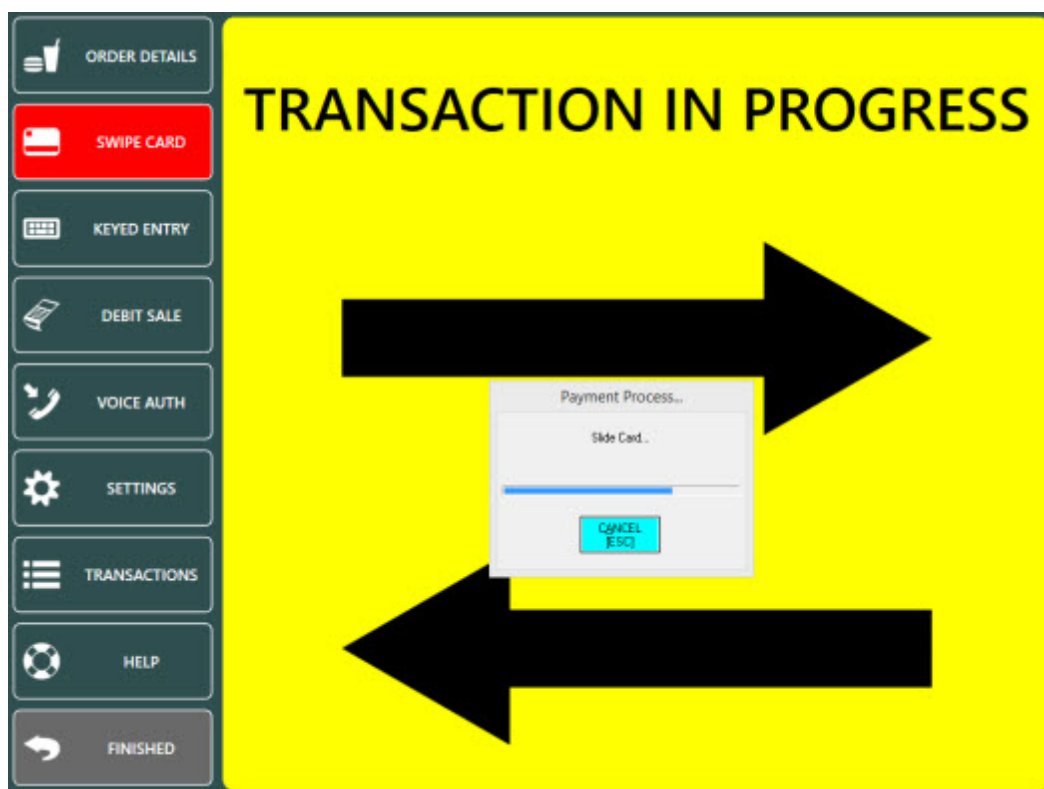 ORDER DETAILS
SWIPE CARD
KEYED ENTRY
DEBIT SALE
VOICE AUTH
SETTINGS
TRANSACTIONS
HELP
FINISHED
TRANSACTION IN PROGRESS
Payment Process...
Slide Card...
CANCEL
[ESC]